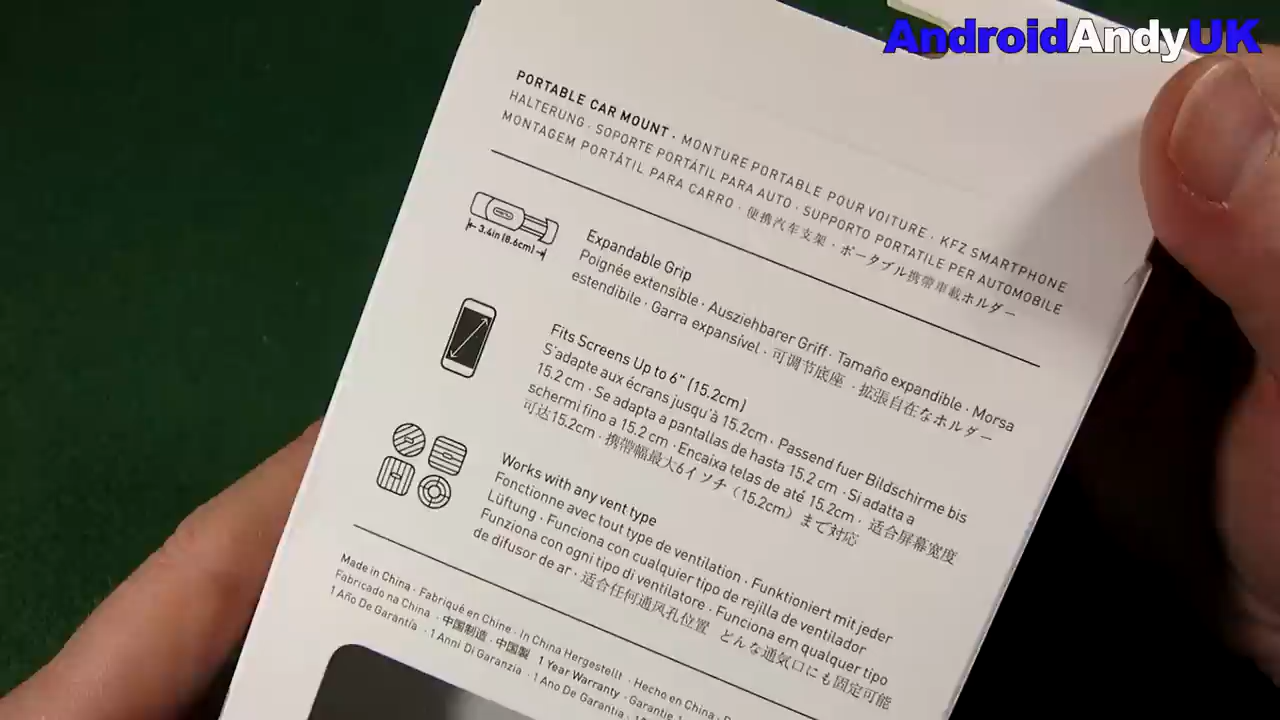 AndroidAndyUK
PORTABLE CAR MOUNT · MONTURE PORTABLE POUR VOITURE · KFZ SMARTPHONE
HALTERUNG · SOPORTE PORTÁTIL PARA AUTO · SUPPORTO PORTATILE PER AUTOMOBILE
MONTAGEM PORTÁTIL PARA CARRO · 便携汽车支架 · ポータブル携帯車載ホルダー
3.4in (8.6cm)
Expandable Grip
Poignée extensible · Ausziehbarer Griff · Tamaño expandible · Morsa
estendibile · Garra expansível · 可调节底座 · 拡張自在なホルダー
Fits Screens Up to 6" (15.2cm)
S'adapte aux écrans jusqu'à 15.2cm · Passend fuer Bildschirme bis
15.2 cm · Se adapta a pantallas de hasta 15.2 cm · Si adatta a
schermi fino a 15.2 cm · Encaixa telas de até 15.2cm · 适合屏幕宽度
可达15.2cm · 携帯幅最大6インチ（15.2cm）まで対応
Works with any vent type
Fonctionne avec tout type de ventilation · Funktioniert mit jeder
Lüftung · Funciona con cualquier tipo de rejilla de ventilador
Funziona con ogni tipo di ventilatore · Funciona em qualquer tipo
de difusor de ar · 适合任何通风孔位置 どんな通気口にも固定可能
Made in China · Fabriqué en Chine · In China Hergestellt · Hecho en China ·
Fabricado na China · 中国制造 · 中国製 1 Year Warranty · Garantie 1
1 Año De Garantía · 1 Anni Di Garanzia · 1 Ano De Garantia ·